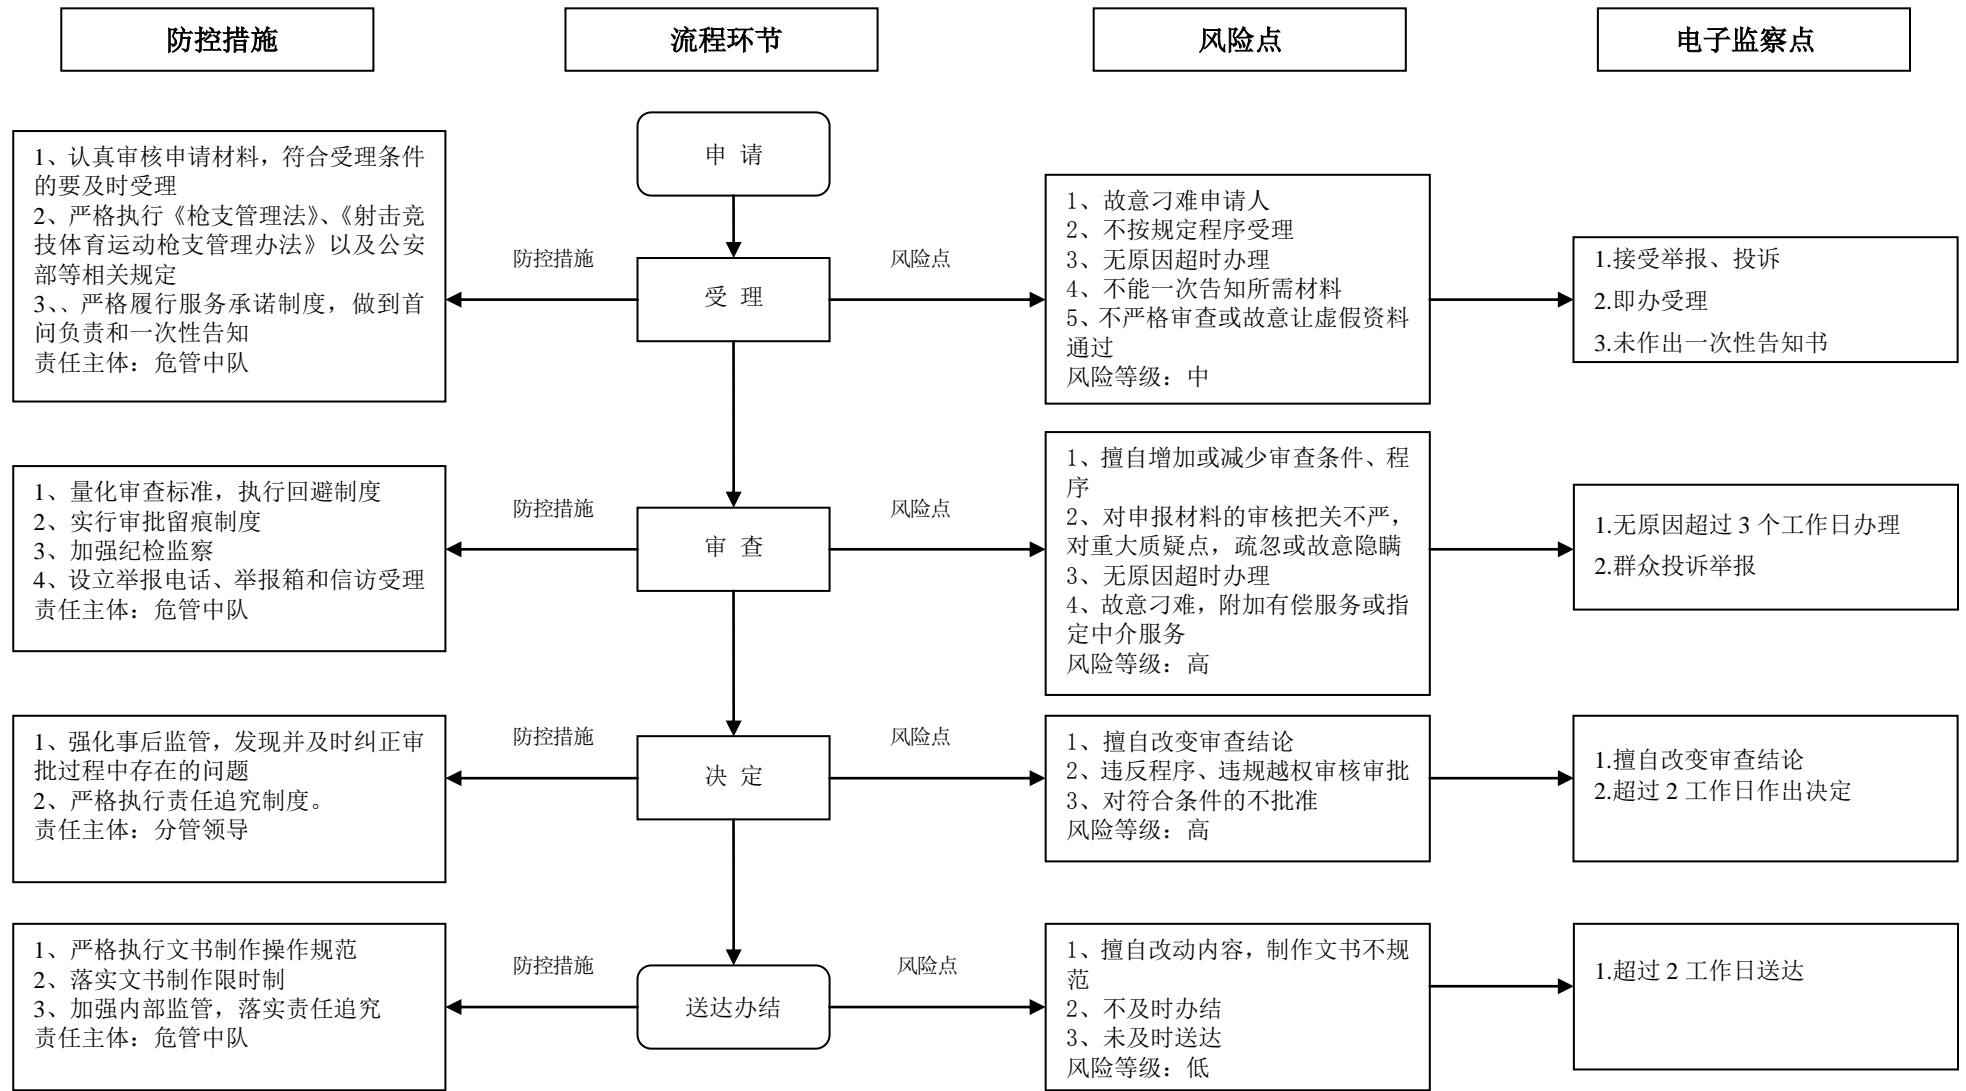 防控措施
流程环节
风险点
电子监察点
申 请
1、认真审核申请材料，符合受理条件
的要及时受理
2、严格执行《枪支管理法》、《射击竞
技体育运动枪支管理办法》以及公安
部等相关规定
3、、严格履行服务承诺制度，做到首
问负责和一次性告知
责任主体：危管中队
防控措施
受 理
风险点
1、故意刁难申请人
2、不按规定程序受理
3、无原因超时办理
4、不能一次告知所需材料
5、不严格审查或故意让虚假资料
通过
风险等级：中
1.接受举报、投诉
2.即办受理
3.未作出一次性告知书
1、量化审查标准，执行回避制度
2、实行审批留痕制度
3、加强纪检监察
4、设立举报电话、举报箱和信访受理
责任主体：危管中队
防控措施
审 查
风险点
1、擅自增加或减少审查条件、程
序
2、对申报材料的审核把关不严，
对重大质疑点，疏忽或故意隐瞒
3、无原因超时办理
4、故意刁难，附加有偿服务或指
定中介服务
风险等级：高
1.无原因超过 3 个工作日办理
2.群众投诉举报
1、强化事后监管，发现并及时纠正审
批过程中存在的问题
2、严格执行责任追究制度。
责任主体：分管领导
防控措施
决 定
风险点
1、擅自改变审查结论
2、违反程序、违规越权审核审批
3、对符合条件的不批准
风险等级：高
1.擅自改变审查结论
2.超过 2 工作日作出决定
1、严格执行文书制作操作规范
2、落实文书制作限时制
3、加强内部监管，落实责任追究
责任主体：危管中队
防控措施
送达办结
风险点
1、擅自改动内容，制作文书不规
范
2、不及时办结
3、未及时送达
风险等级：低
1.超过 2 工作日送达